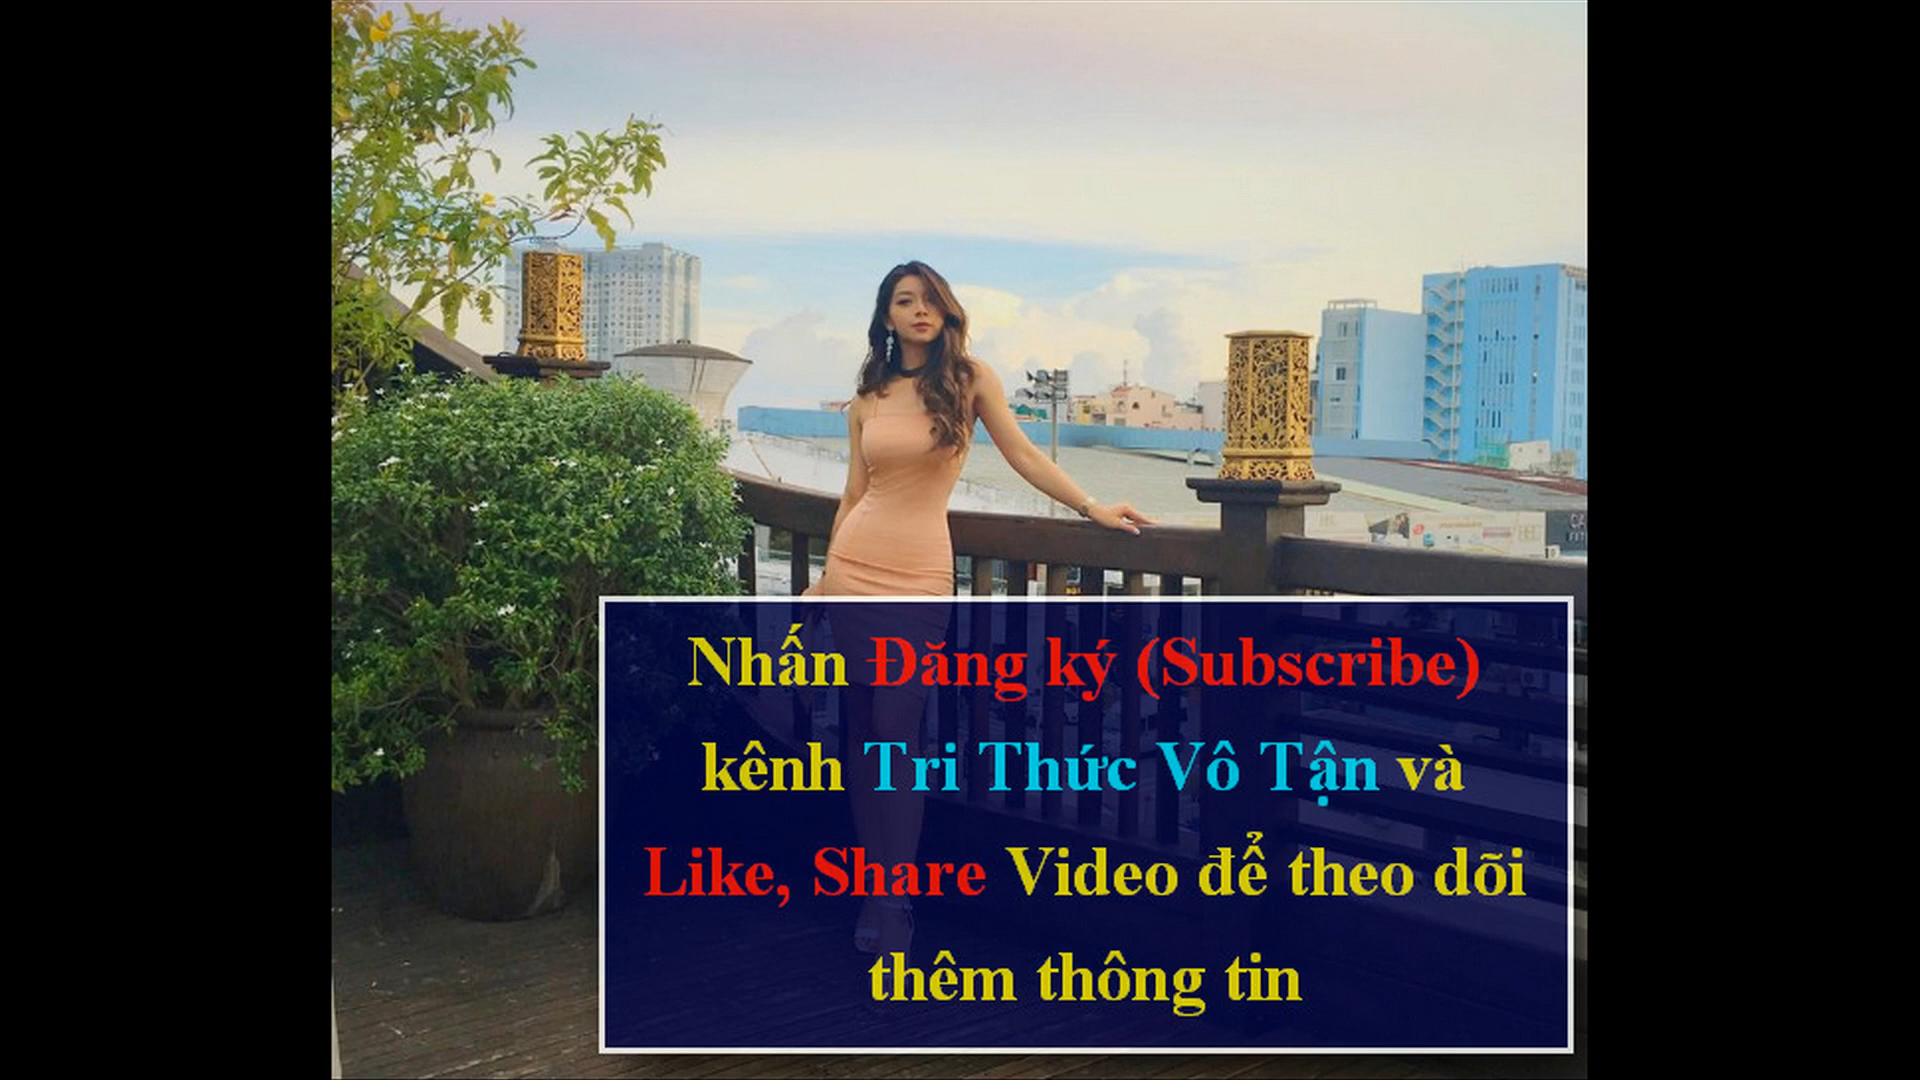 Nhấn Đăng ký (Subscribe)
kênh Tri Thức Vô Tận và
Like, Share Video để theo dõi
thêm thông tin